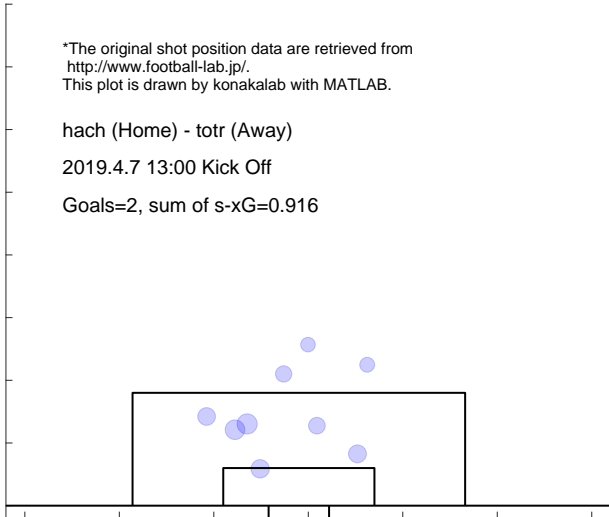 *The original shot position data are retrieved from
http://www.football-lab.jp/.
This plot is drawn by konakalab with MATLAB.
hach (Home) - totr (Away)
2019.4.7 13:00 Kick Off
Goals=2, sum of s-xG=0.916